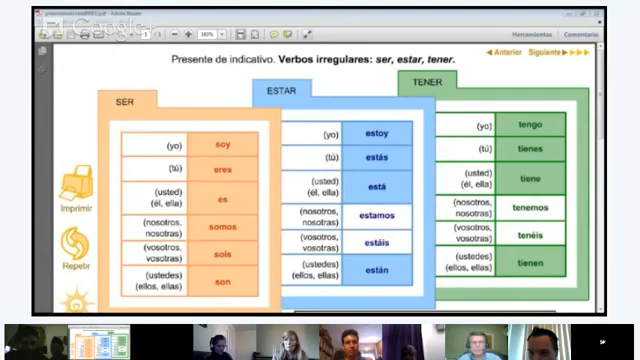 Herramientas
Comentario
Presente de indicativo. Verbos irregulares: ser, estar, tener.
Anterior Siguiente
SER
(yo) soy
(tú) eres
(usted)
(él, ella) es
(nosotros,
nosotras) somos
(vosotros,
vosotras) sois
(ustedes)
(ellos, ellas) son
ESTAR
(yo) estoy
(tú) estás
(usted)
(él, ella) está
(nosotros,
nosotras) estamos
(vosotros,
vosotras) estáis
(ustedes)
(ellos, ellas) están
TENER
(yo) tengo
(tú) tienes
(usted)
(él, ella) tiene
(nosotros,
nosotras) tenemos
(vosotros,
vosotras) tenéis
(ustedes)
(ellos, ellas) tienen
Imprimir
Repetir